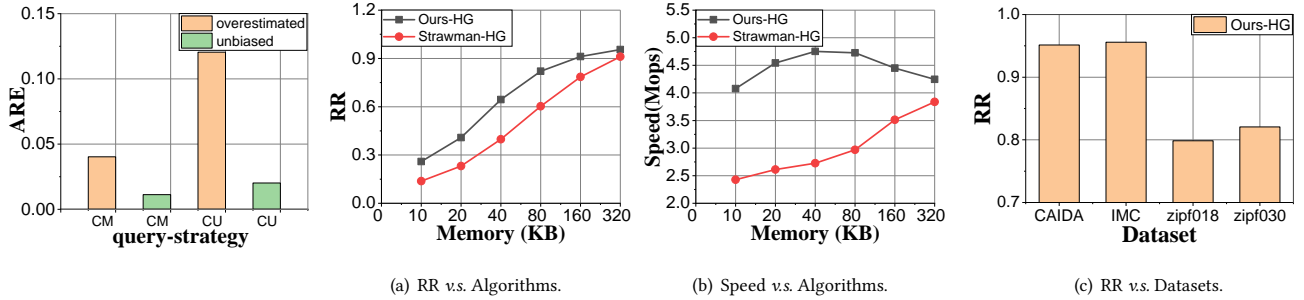 overestimated
unbiased
0.15
0.10
0.05
0.00
ARE
CM CM CU CU
query-strategy
Ours-HG
Strawman-HG
1.2
0.9
0.6
0.3
RR
0 10 20 40 80 160 320
Memory (KB)
(a) RR v.s. Algorithms.
Ours-HG
Strawman-HG
5.5
5.0
4.5
4.0
3.5
3.0
2.5
2.0
Speed(Mops)
0 10 20 40 80 160 320
Memory (KB)
(b) Speed v.s. Algorithms.
Ours-HG
1.0
0.9
0.8
0.7
RR
CAIDA IMC zipf018 zipf030
Dataset
(c) RR v.s. Datasets.